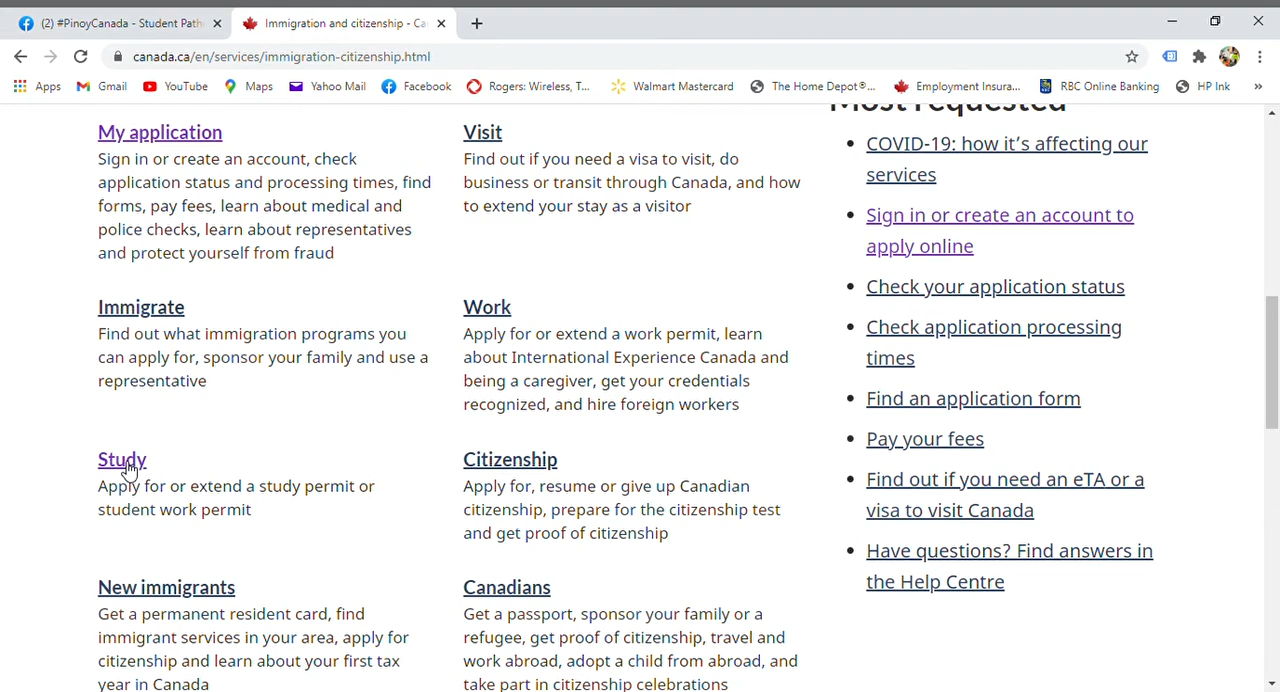 (2) #PinoyCanada - Student Path
Immigration and citizenship - Ca
canada.ca/en/services/immigration-citizenship.html
Apps
Gmail
YouTube
Maps
Yahoo Mail
Facebook
Rogers: Wireless, T...
Walmart Mastercard
The Home Depot®...
Employment Insura...
RBC Online Banking
HP Ink
My application
Sign in or create an account, check
application status and processing times, find
forms, pay fees, learn about medical and
police checks, learn about representatives
and protect yourself from fraud
Visit
Find out if you need a visa to visit, do
business or transit through Canada, and how
to extend your stay as a visitor
Immigrate
Find out what immigration programs you
can apply for, sponsor your family and use a
representative
Work
Apply for or extend a work permit, learn
about International Experience Canada and
being a caregiver, get your credentials
recognized, and hire foreign workers
Study
Apply for or extend a study permit or
student work permit
Citizenship
Apply for, resume or give up Canadian
citizenship, prepare for the citizenship test
and get proof of citizenship
New immigrants
Get a permanent resident card, find
immigrant services in your area, apply for
citizenship and learn about your first tax
year in Canada
Canadians
Get a passport, sponsor your family or a
refugee, get proof of citizenship, travel and
work abroad, adopt a child from abroad, and
take part in citizenship celebrations
Most requested
COVID-19: how it's affecting our
services
Sign in or create an account to
apply online
Check your application status
Check application processing
times
Find an application form
Pay your fees
Find out if you need an eTA or a
visa to visit Canada
Have questions? Find answers in
the Help Centre